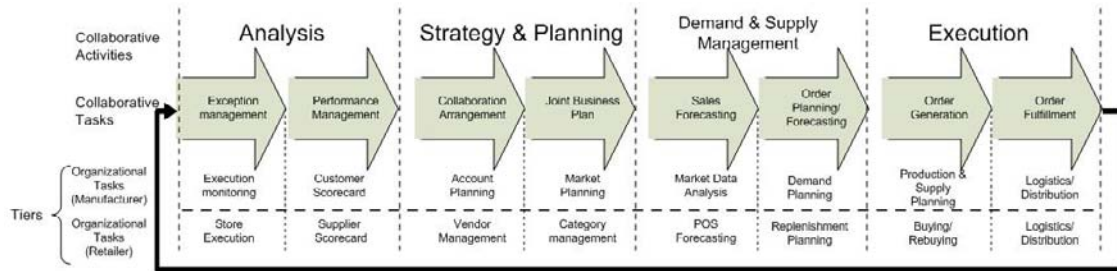 Collaborative
Activities
Analysis
Strategy & Planning
Demand & Supply
Management
Execution
Collaborative
Tasks
Exception
management
Performance
Management
Collaboration
Arrangement
Joint Business
Plan
Sales
Forecasting
Order
Planning/
Forecasting
Order
Generation
Order
Fulfillment
Tiers
Organizational
Tasks
(Manufacturer)
Execution
monitoring
Customer
Scorecard
Account
Planning
Market
Planning
Market Data
Analysis
Demand
Planning
Production &
Supply
Planning
Logistics/
Distribution
Organizational
Tasks
(Retailer)
Store
Execution
Supplier
Scorecard
Vendor
Management
Category
management
POS
Forecasting
Replenishment
Planning
Buying/
Rebuying
Logistics/
Distribution